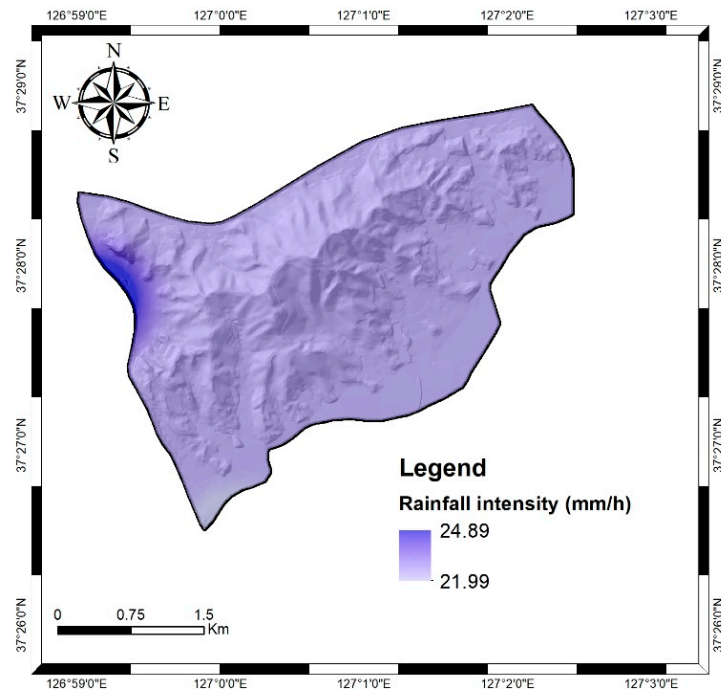 126°59'0"E 127°0'0"E 127°1'0"E 127°2'0"E 127°3'0"E
37°29'0"N 37°29'0"N
N
W E
S
37°28'0"N 37°28'0"N
37°27'0"N 37°27'0"N
Legend
Rainfall intensity (mm/h)
24.89
21.99
37°26'0"N 37°26'0"N
0 0.75 1.5
Km
126°59'0"E 127°0'0"E 127°1'0"E 127°2'0"E 127°3'0"E